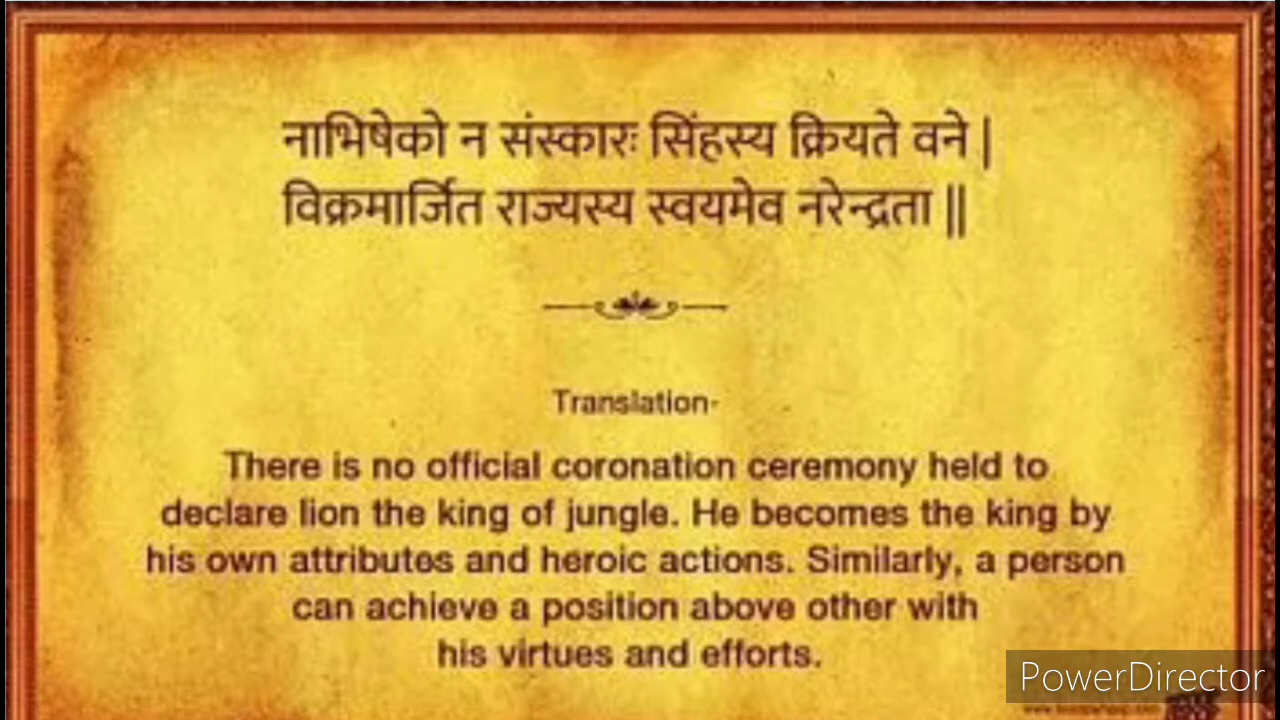 नाभिषेको न संस्कारः सिंहस्य क्रियते वने |
विक्रमार्जित राज्यस्य स्वयमेव नरेन्द्रता ||
Translation-
There is no official coronation ceremony held to
declare lion the king of jungle. He becomes the king by
his own attributes and heroic actions. Similarly, a person
can achieve a position above other with
his virtues and efforts.
PowerDirector